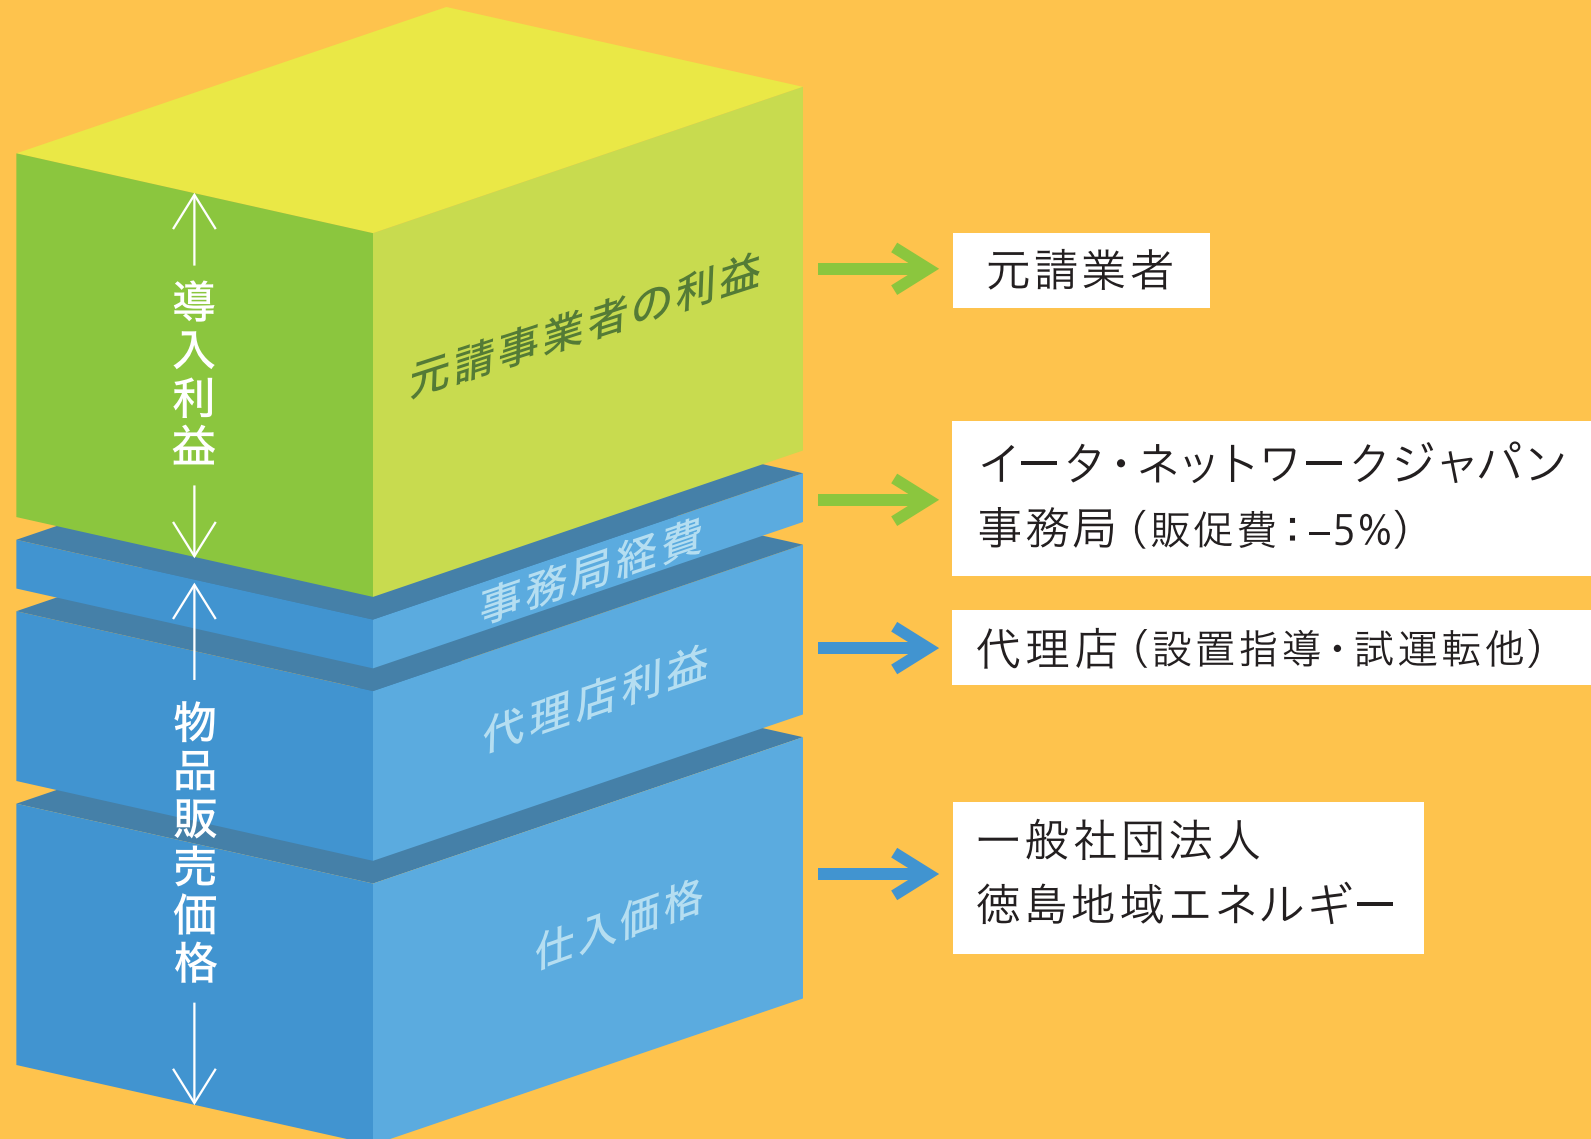 導入利益
元請事業者の利益
元請業者
事務局経費
イータ・ネットワークジャパン
事務局（販促費：–5%）
物品販売価格
代理店利益
代理店（設置指導・試運転他）
仕入価格
一般社団法人
徳島地域エネルギー